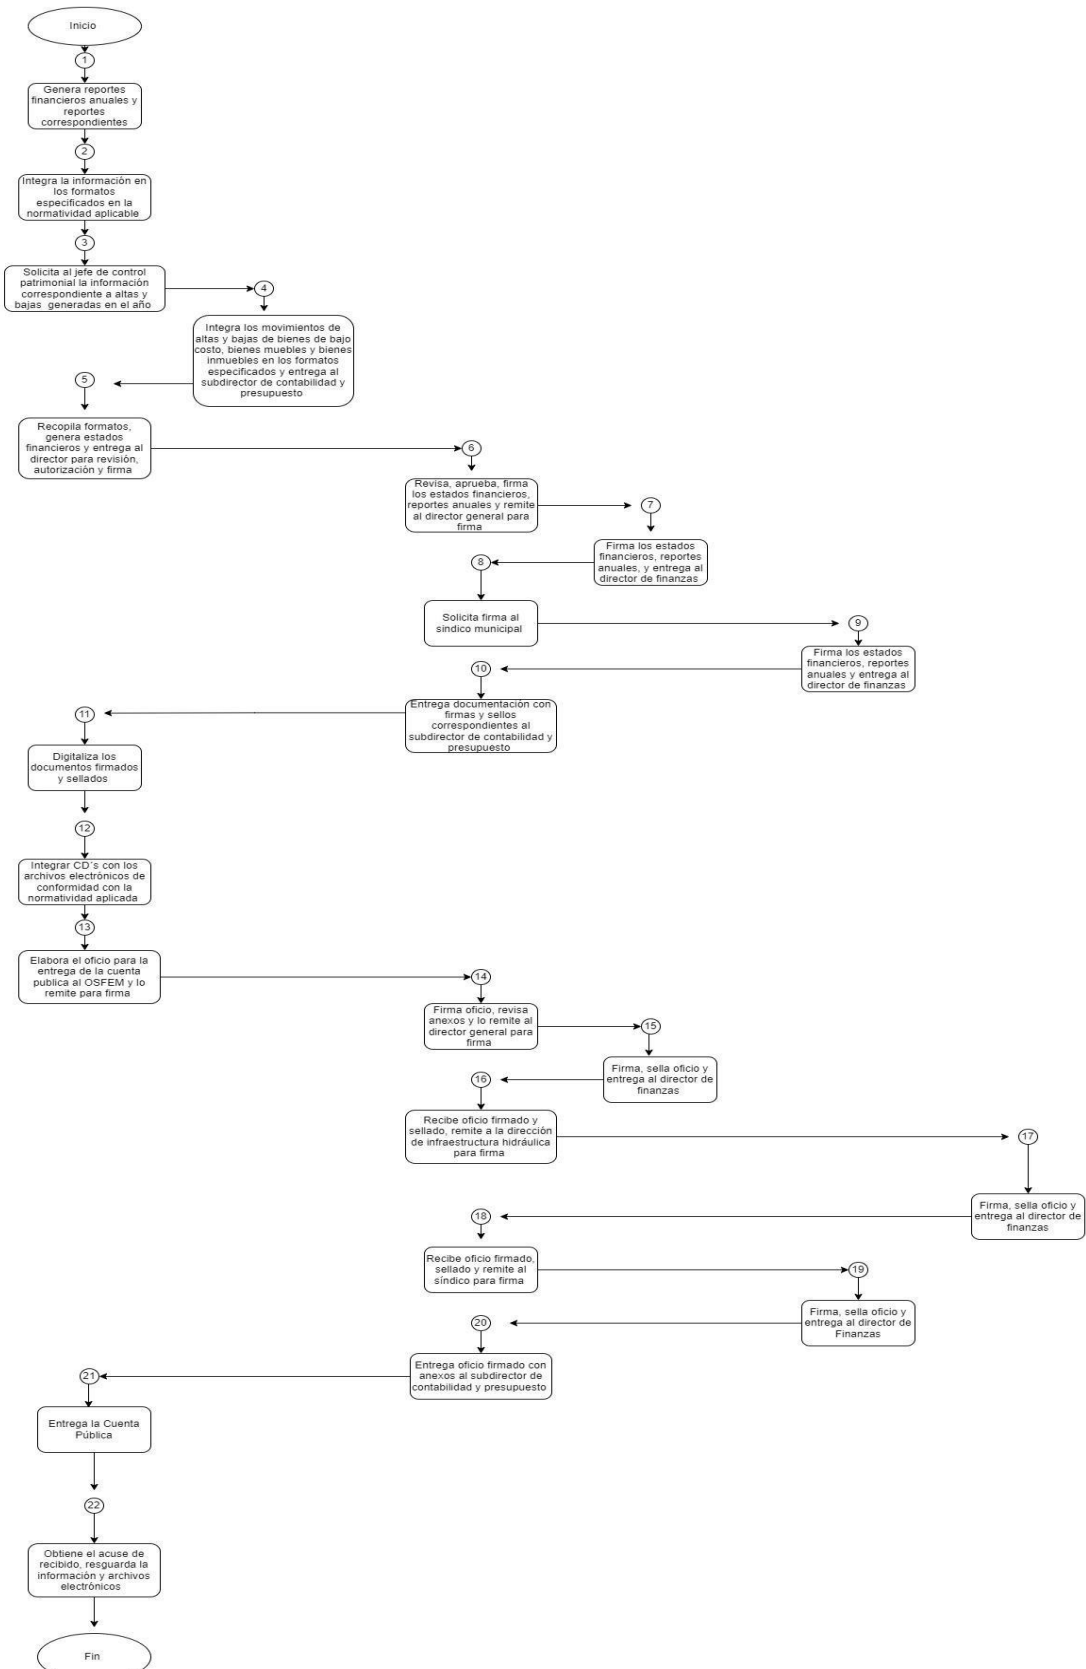 Inicio
1
Genera reportes
financieros anuales y
reportes
correspondientes
2
Integra la información en
los formatos
especificados en la
normatividad aplicable
3
Solicita al jefe de control
patrimonial la información
correspondiente a altas y
bajas generadas en el año
4
Integra los movimientos de
altas y bajas de bienes de bajo
costo, bienes muebles y bienes
inmuebles en los formatos
especificados y entrega al
subdirector de contabilidad y
presupuesto
5
Recopila formatos,
genera estados
financieros y entrega al
director para revisión,
autorización y firma
6
Revisa, aprueba, firma
los estados financieros,
reportes anuales y remite
al director general para
firma
7
Firma los estados
financieros, reportes
anuales, y entrega al
director de finanzas
8
Solicita firma al
sindico municipal
9
Firma los estados
financieros, reportes
anuales y entrega al
director de finanzas
10
Entrega documentación con
firmas y sellos
correspondientes al
subdirector de contabilidad y
presupuesto
11
Digitaliza los
documentos firmados
y sellados
12
Integrar CD´s con los
archivos electrónicos de
conformidad con la
normatividad aplicada
13
Elabora el oficio para la
entrega de la cuenta
publica al OSFEM y lo
remite para firma
14
Firma oficio, revisa
anexos y lo remite al
director general para
firma
15
Firma, sella oficio y
entrega al director de
finanzas
16
Recibe oficio firmado y
sellado, remite a la dirección
de infraestructura hidráulica
para firma
17
Firma, sella oficio y
entrega al director de
finanzas
18
Recibe oficio firmado,
sellado y remite al
síndico para firma
19
Firma, sella oficio y
entrega al director de
Finanzas
20
Entrega oficio firmado con
anexos al subdirector de
contabilidad y presupuesto
21
Entrega la Cuenta
Pública
22
Obtiene el acuse de
recibido, resguarda la
información y archivos
electrónicos
Fin